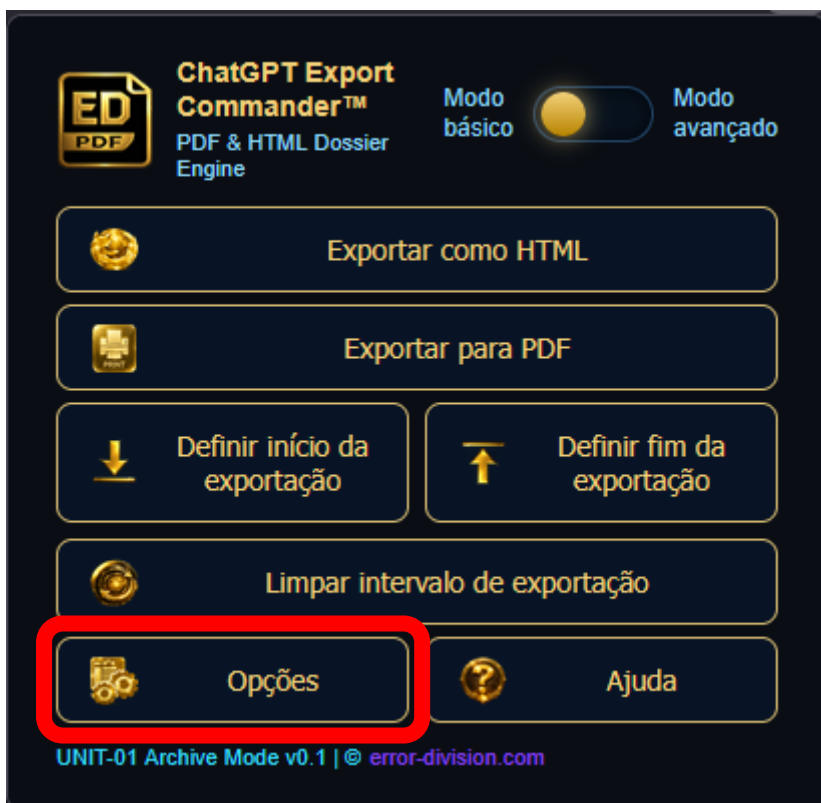 ED
PDF
ChatGPT Export
Commander™
PDF & HTML Dossier
Engine
Modo
básico
Modo
avançado
Exportar como HTML
PRINT
Exportar para PDF
Definir início da
exportação
Definir fim da
exportação
Limpar intervalo de exportação
Opções
Ajuda
UNIT-01 Archive Mode v0.1 | © error-division.com